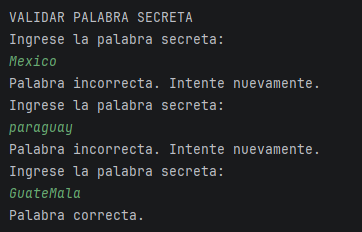 VALIDAR PALABRA SECRETA
Ingrese la palabra secreta:
Mexico
Palabra incorrecta. Intente nuevamente.
Ingrese la palabra secreta:
paraguay
Palabra incorrecta. Intente nuevamente.
Ingrese la palabra secreta:
GuateMala
Palabra correcta.